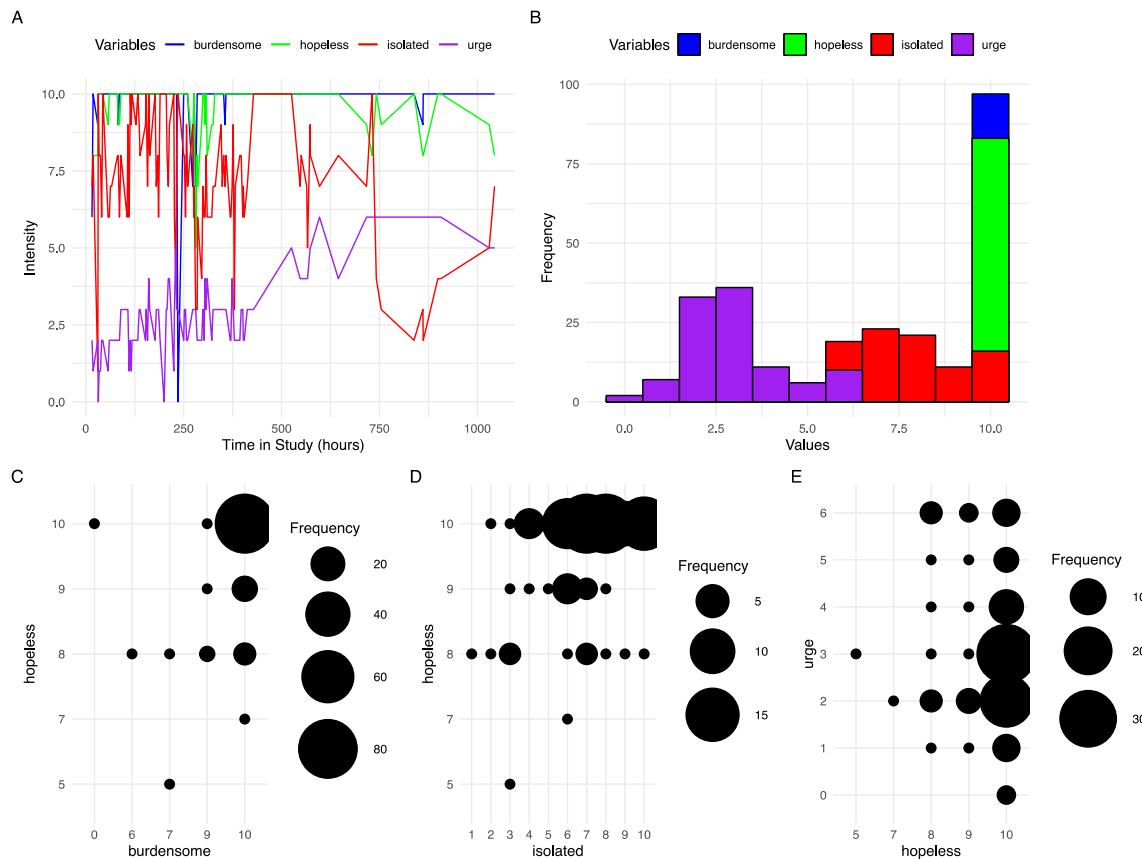 A
Variables burdensome hopeless isolated urge
10.0
7.5
5.0
2.5
0.0
Intensity
0 250 500 750 1000
Time in Study (hours)
B
Variables burdensome hopeless isolated urge
100
75
50
25
0
Frequency
0.0 2.5 5.0 7.5 10.0
Values
C
10
9
8
7
5
hopeless
0 6 7 9 10
burdensome
Frequency
20
40
60
80
D
10
9
8
7
5
hopeless
1 2 3 4 5 6 7 8 9 10
isolated
Frequency
5
10
15
E
6
5
4
3
2
1
0
urge
5 7 8 9 10
hopeless
Frequency
10
20
30